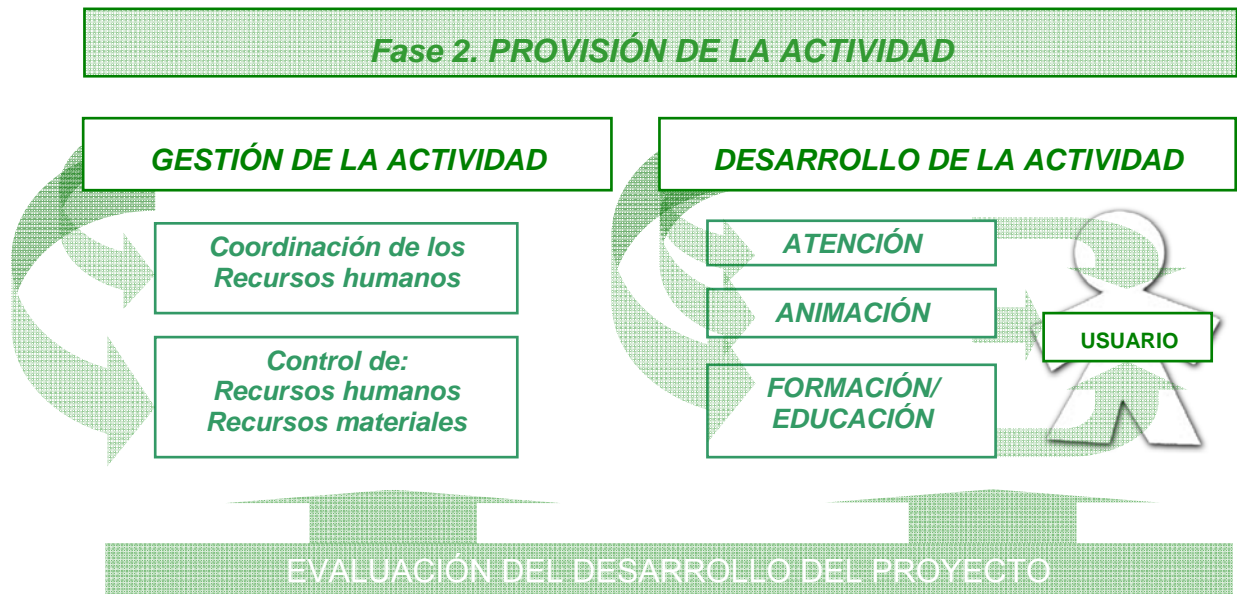 Fase 2. PROVISIÓN DE LA ACTIVIDAD
GESTIÓN DE LA ACTIVIDAD
Coordinación de los
Recursos humanos
Control de:
Recursos humanos
Recursos materiales
DESARROLLO DE LA ACTIVIDAD
ATENCIÓN
ANIMACIÓN
FORMACIÓN/
EDUCACIÓN
USUARIO
EVALUACIÓN DEL DESARROLLO DEL PROYECTO